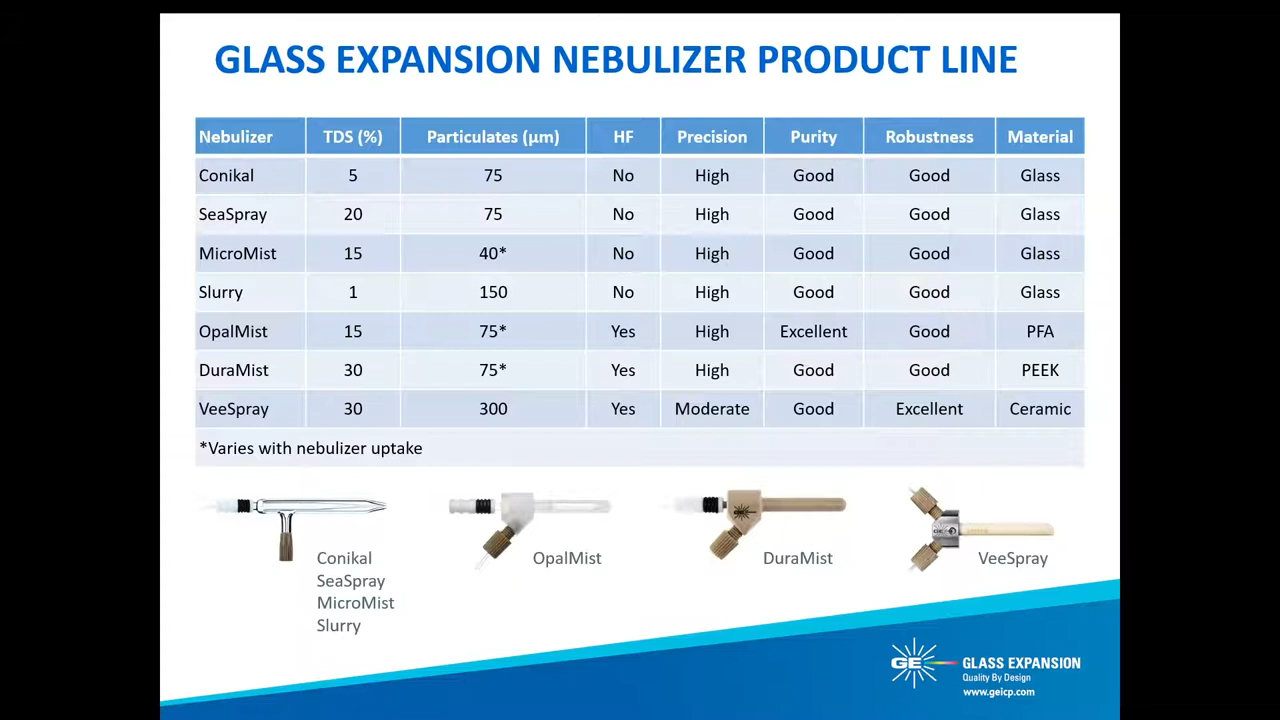 GLASS EXPANSION NEBULIZER PRODUCT LINE
Nebulizer TDS (%) Particulates (µm) HF Precision Purity Robustness Material
Conikal 5 75 No High Good Good Glass
SeaSpray 20 75 No High Good Good Glass
MicroMist 15 40* No High Good Good Glass
Slurry 1 150 No High Good Good Glass
OpalMist 15 75* Yes High Excellent Good PFA
DuraMist 30 75* Yes High Good Good PEEK
VeeSpray 30 300 Yes Moderate Good Excellent Ceramic
*Varies with nebulizer uptake
Conikal
SeaSpray
MicroMist
Slurry
OpalMist
DuraMist
VeeSpray
GE GLASS EXPANSION
Quality By Design
www.geicp.com